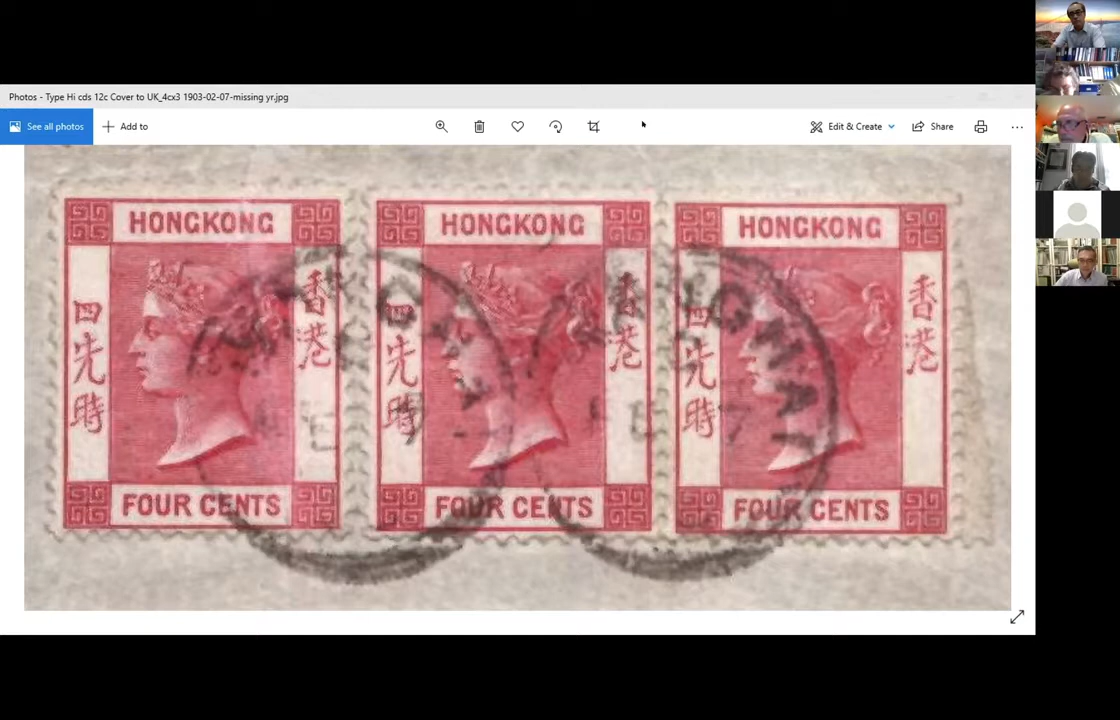 Photos - Type Hi cds 12c Cover to UK_4cx3 1903-02-07-missing yr.jpg
See all photos
Add to
Edit & Create
Share
HONGKONG
四先時
香港
FOUR CENTS
HONGKONG
四先時
香港
FOUR CENTS
HONGKONG
四先時
香港
FOUR CENTS